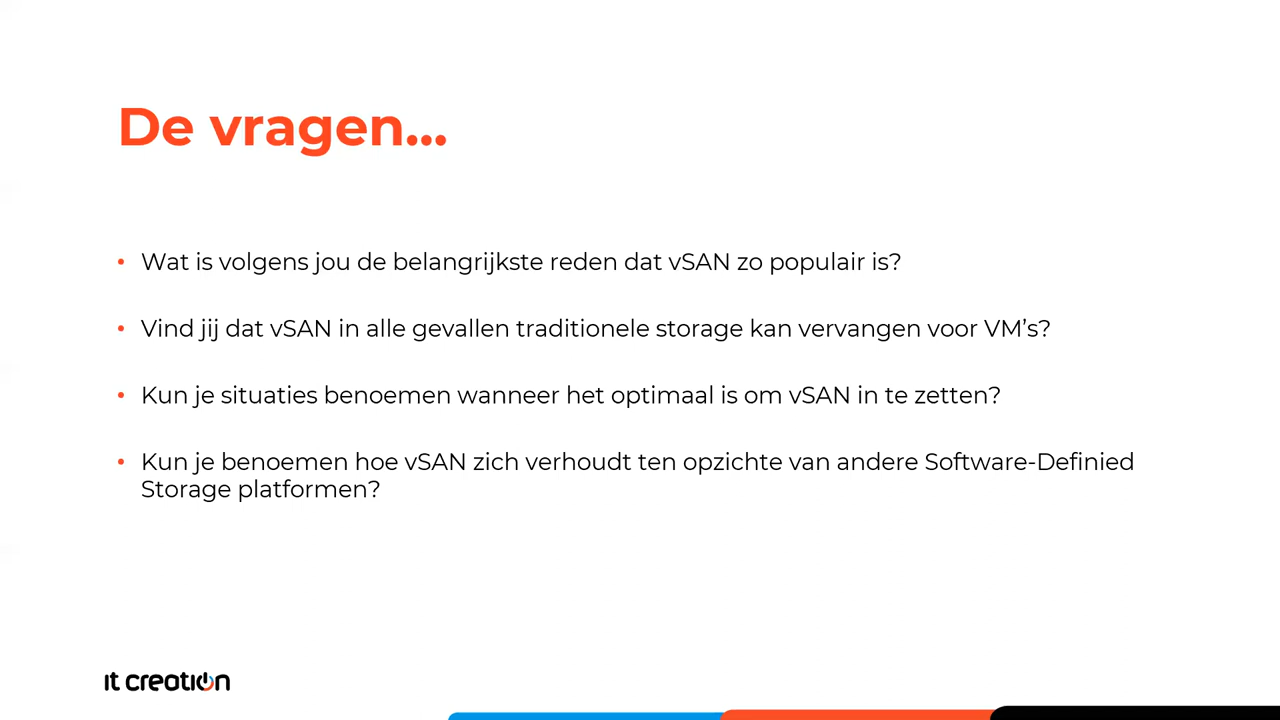 De vragen...
• Wat is volgens jou de belangrijkste reden dat vSAN zo populair is?
• Vind jij dat vSAN in alle gevallen traditionele storage kan vervangen voor VM's?
• Kun je situaties benoemen wanneer het optimaal is om vSAN in te zetten?
• Kun je benoemen hoe vSAN zich verhoudt ten opzichte van andere Software-Definied
Storage platformen?
it creation